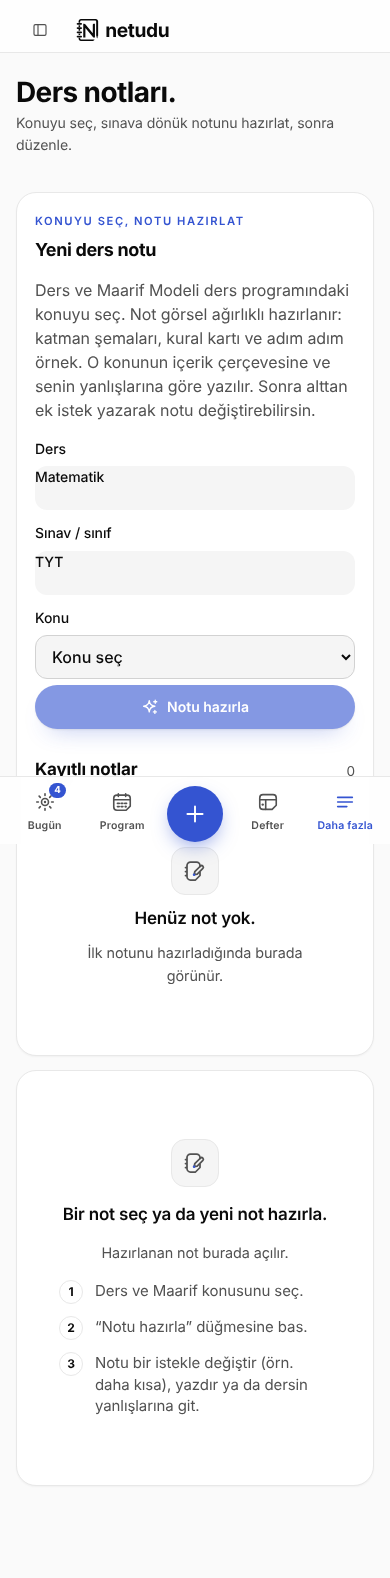 netudu
Ders notları.
Konuyu seç, sınava dönük notunu hazırlat, sonra
düzenle.
KONUYU SEÇ, NOTU HAZIRLAT
Yeni ders notu
Ders ve Maarif Modeli ders programındaki
konuyu seç. Not görsel ağırlıklı hazırlanır:
katman şemaları, kural kartı ve adım adım
örnek. O konunun içerik çerçevesine ve
senin yanlışlarına göre yazılır. Sonra alttan
ek istek yazarak notu değiştirebilirsin.
Ders
Matematik
Sınav / sınıf
TYT
Konu
Konu seç
Notu hazırla
Kayıtlı notlar 0
4
Bugün Program Defter Daha fazla
Henüz not yok.
İlk notunu hazırladığında burada
görünür.
Bir not seç ya da yeni not hazırla.
Hazırlanan not burada açılır.
1 Ders ve Maarif konusunu seç.
2 “Notu hazırla” düğmesine bas.
3 Notu bir istekle değiştir (örn.
daha kısa), yazdır ya da dersin
yanlışlarına git.